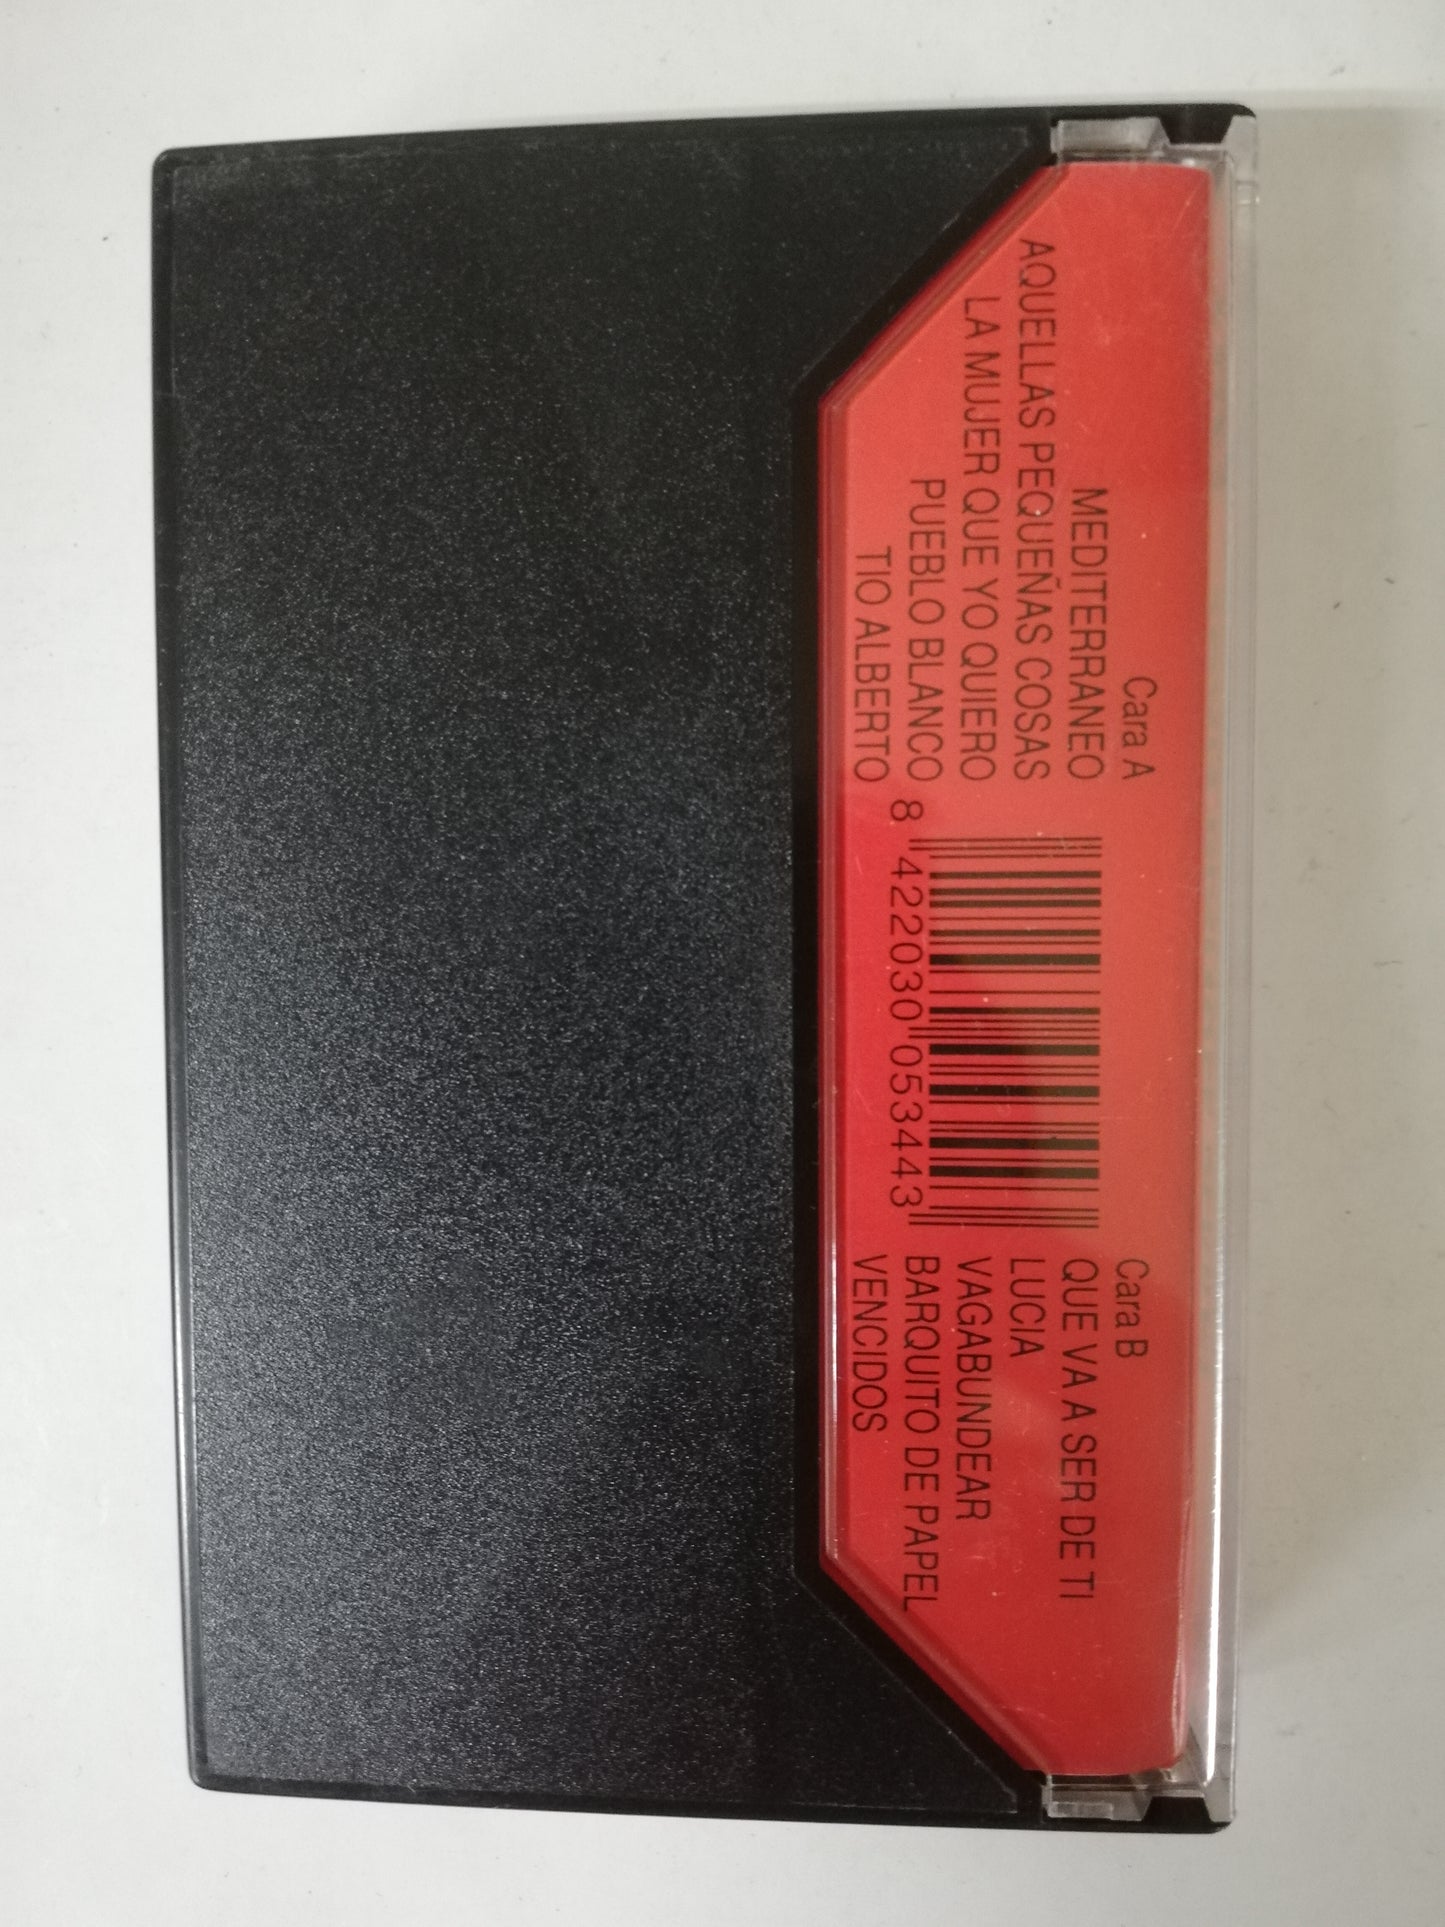 Cara A
MEDITERRANEO
AQUELLAS PEQUEÑAS COSAS
LA MUJER QUE YO QUIERO
PUEBLO BLANCO
TIO ALBERTO
8 422030 053443
Cara B
QUE VA A SER DE TI
LUCIA
VAGABUNDEAR
BARQUITO DE PAPEL
VENCIDOS